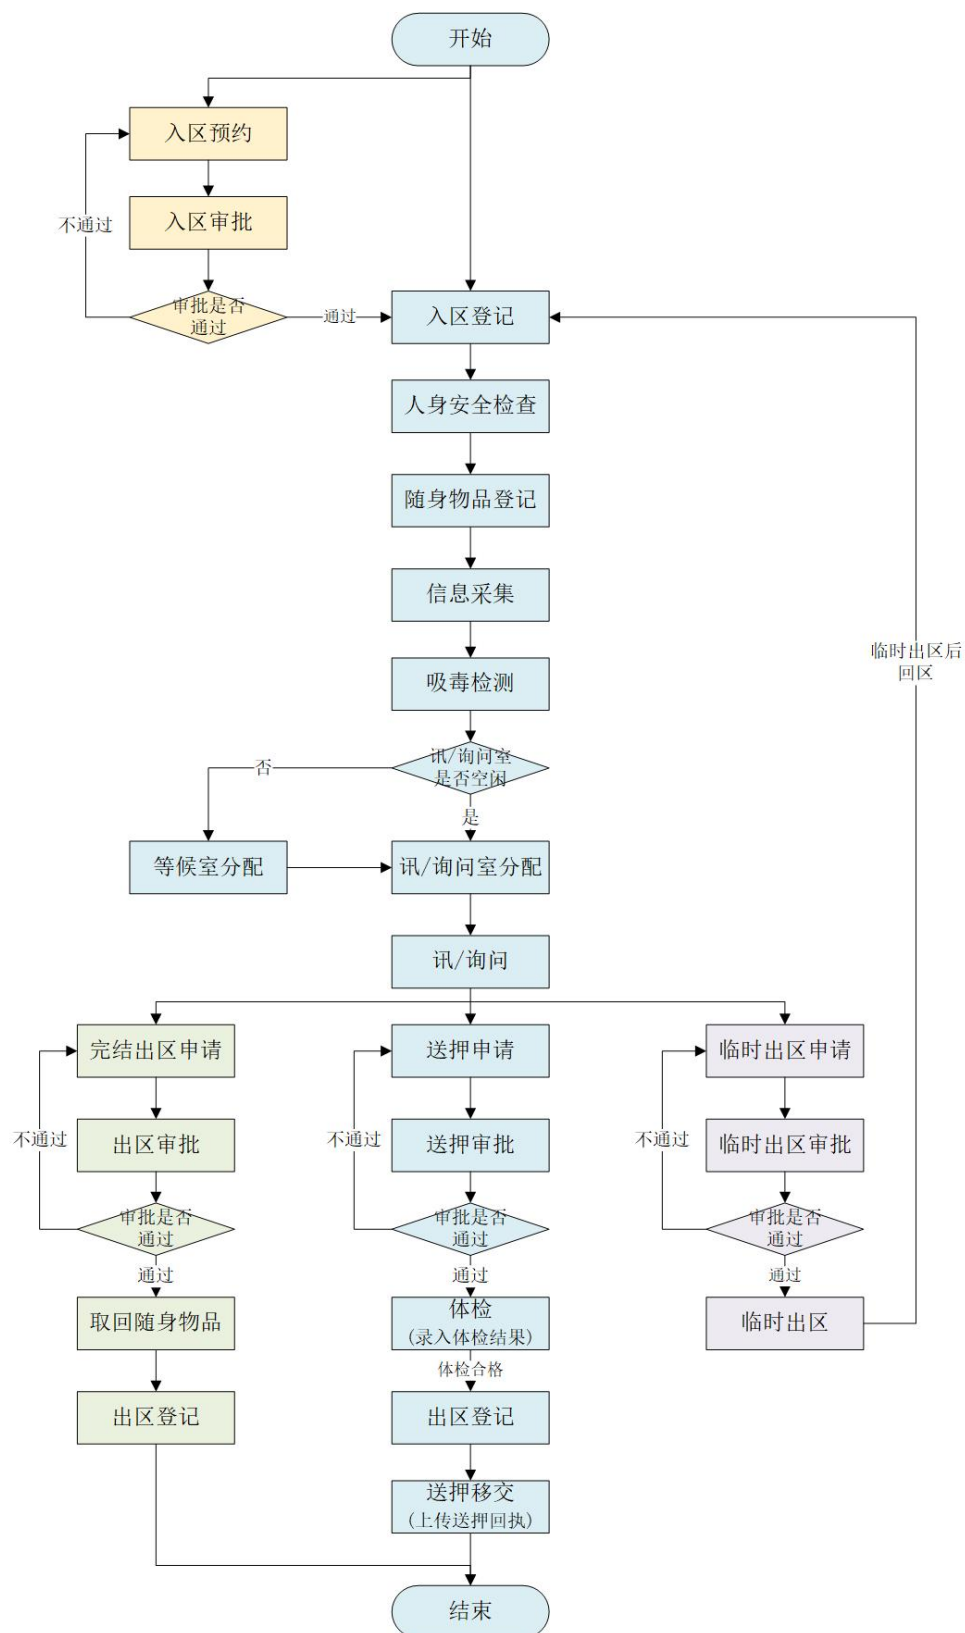 开始
入区预约
入区审批
不通过
审批是否
通过
通过
入区登记
人身安全检查
随身物品登记
信息采集
临时出区后
回区
吸毒检测
讯/询问室
是否空闲
否
是
等候室分配
讯/询问室分配
讯/询问
完结出区申请
送押申请
临时出区申请
不通过
出区审批
不通过
送押审批
不通过
临时出区审批
审批是否
通过
审批是否
通过
审批是否
通过
通过
通过
通过
取回随身物品
体检
(录入体检结果)
临时出区
体检合格
出区登记
出区登记
送押移交
(上传送押回执)
结束